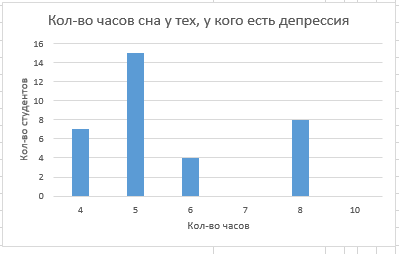 Кол-во часов сна у тех, у кого есть депрессия
16
14
12
10
8
6
4
2
0
Кол-во студентов
4 5 6 7 8 10
Кол-во часов